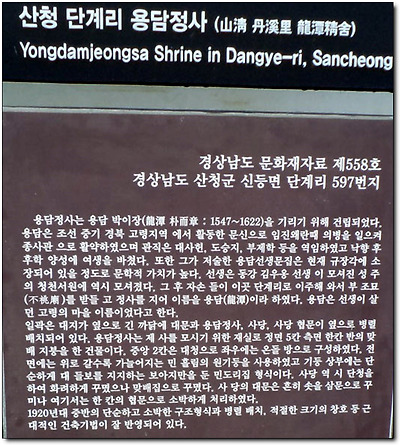 산청 단계리 용담정사 (山淸 丹溪里 龍潭精舍)
Yongdamjeongsa Shrine in Dangye-ri, Sancheong
경상남도 문화재자료 제558호
경상남도 산청군 신등면 단계리 597번지
용담정사는 용담 박이장(龍潭 朴而章 : 1547~1622)을 기리기 위해 건립되었다.
용담은 조선 중기 경북 고령지역 에서 활동한 문신으로 임진왜란때 의병을 일으켜
종사관 으로 활약하였으며 관직은 대사헌, 도승지, 부제학 등을 역임하였고 낙향 후
후학 양성에 여생을 바쳤다. 또한 그가 저술한 용담선생문집은 현재 규장각에 소
장되어 있을 정도로 문학적 가치가 높다. 선생은 동강 김우옹 선생 이 모셔진 성 주
의 청천서원에 역시 모셔졌다. 그 후 자손 들이 이곳 단계리로 이주해 와서 부 조묘
(不祧廟)를 받들 고 정사를 지어 이름을 용담(龍潭)이라 하였다. 용담은 선생이 살
던 고령의 마을 이름이었다고 한다.
일곽은 대지가 옆으로 긴 까닭에 대문과 용담정사, 사당, 사당 협문이 옆으로 병렬
배치되어 있다. 용담정사는 제 사를 모시기 위한 재실로 정면 5칸 측면 한칸 반의 맞
배 지붕을 한 건물이다. 중앙 2칸은 대청으로 좌우에는 온돌 방으로 구성하였다. 전
면에는 위로 갈수록 가늘어지는 민 흘림의 원기둥을 사용하였고 기둥 상부에는 단
순하게 대 들보를 지지하는 보아지만을 둔 민도리집 형식이다. 사당 역 시 단청을
하여 화려하게 꾸몄으나 맞배집으로 꾸몄다. 사 당의 대문은 흔히 솟을 삼문으로 꾸
미나 여기서는 한 칸의 협문으로 소박하게 처리하였다.
1920년대 중반의 단순하고 소박한 구조형식과 병렬 배치, 적절한 크기의 창호 등 근
대적인 건축기법이 잘 반영되어 있다.